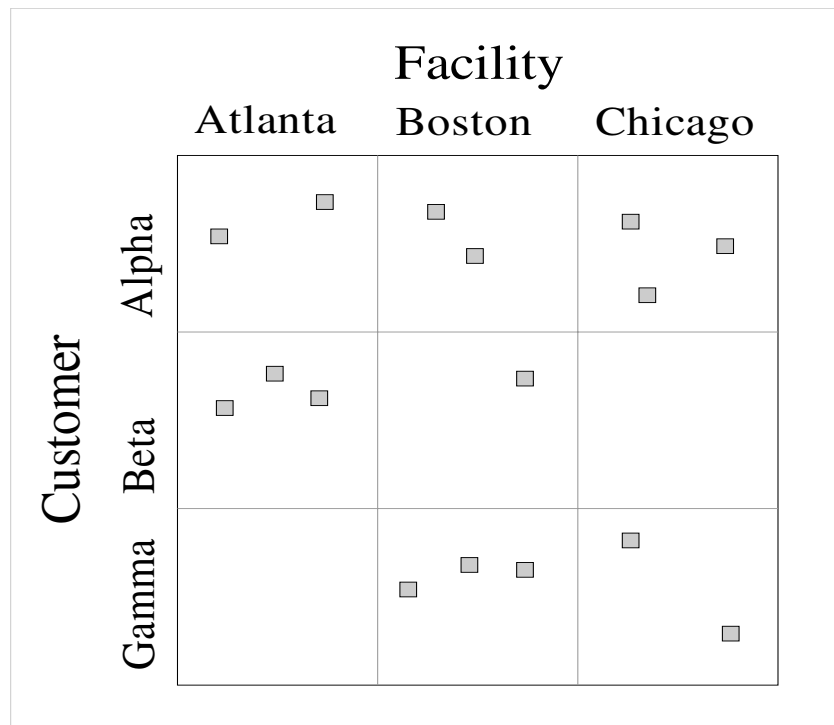 Facility
Atlanta Boston Chicago
Customer
Alpha
Beta
Gamma